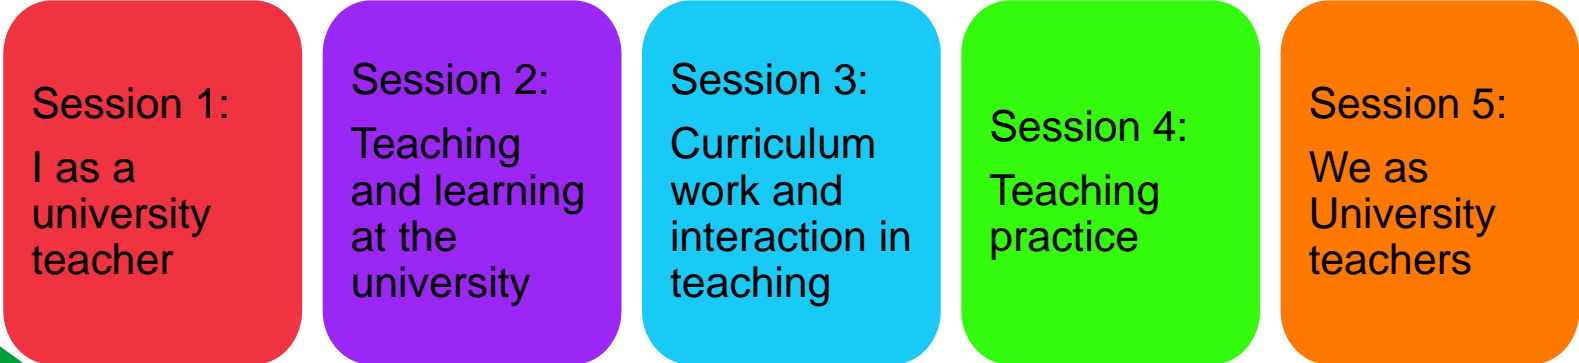 Session 1:
I as a
university
teacher
Session 2:
Teaching
and learning
at the
university
Session 3:
Curriculum
work and
interaction in
teaching
Session 4:
Teaching
practice
Session 5:
We as
University
teachers